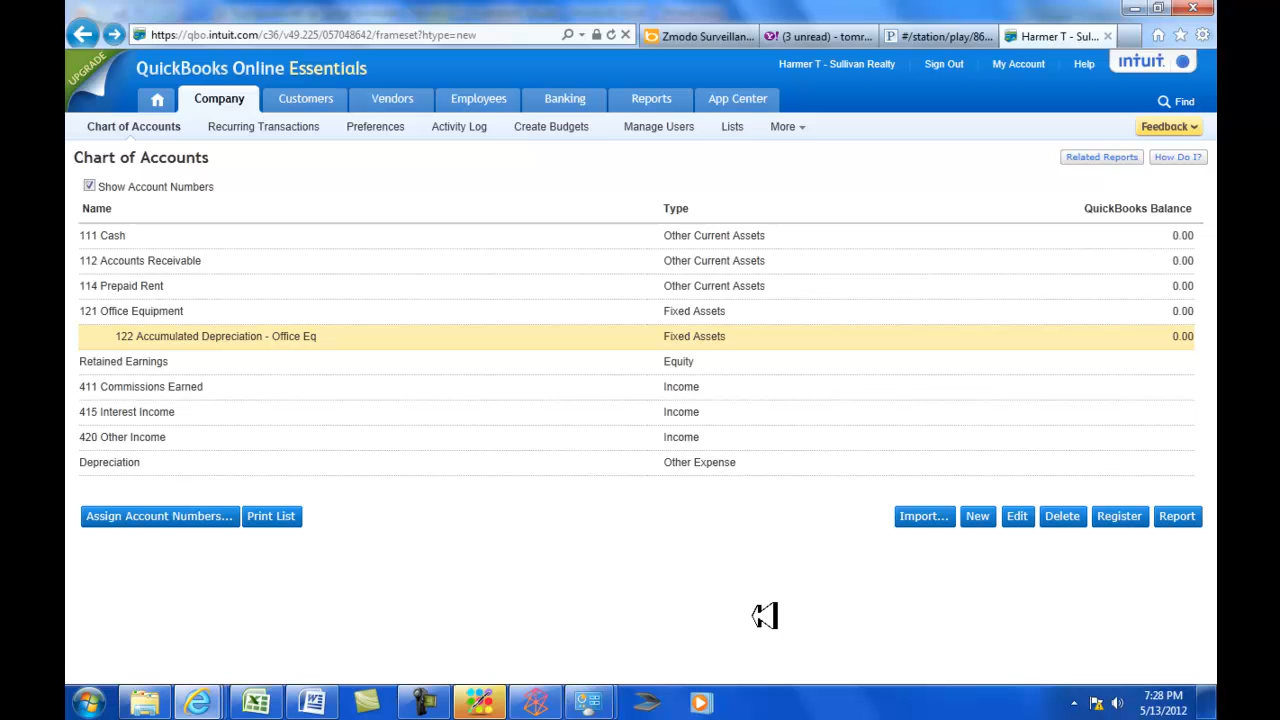 https://qbo.intuit.com/c36/v49.225/057048642/frameset?htype=new
Zmodo Surveillan...
(3 unread) - tomr...
#/station/play/86...
Harmer T - Sul...
UPGRADE
QuickBooks Online Essentials
Harmer T - Sullivan Realty
Sign Out
My Account
Help
intuit
Company
Customers
Vendors
Employees
Banking
Reports
App Center
Find
Chart of Accounts
Recurring Transactions
Preferences
Activity Log
Create Budgets
Manage Users
Lists
More
Feedback
Chart of Accounts
Related Reports
How Do I?
Show Account Numbers
Name Type QuickBooks Balance
111 Cash Other Current Assets 0.00
112 Accounts Receivable Other Current Assets 0.00
114 Prepaid Rent Other Current Assets 0.00
121 Office Equipment Fixed Assets 0.00
122 Accumulated Depreciation - Office Eq Fixed Assets 0.00
Retained Earnings Equity
411 Commissions Earned Income
415 Interest Income Income
420 Other Income Income
Depreciation Other Expense
Assign Account Numbers...
Print List
Import...
New
Edit
Delete
Register
Report
7:28 PM
5/13/2012